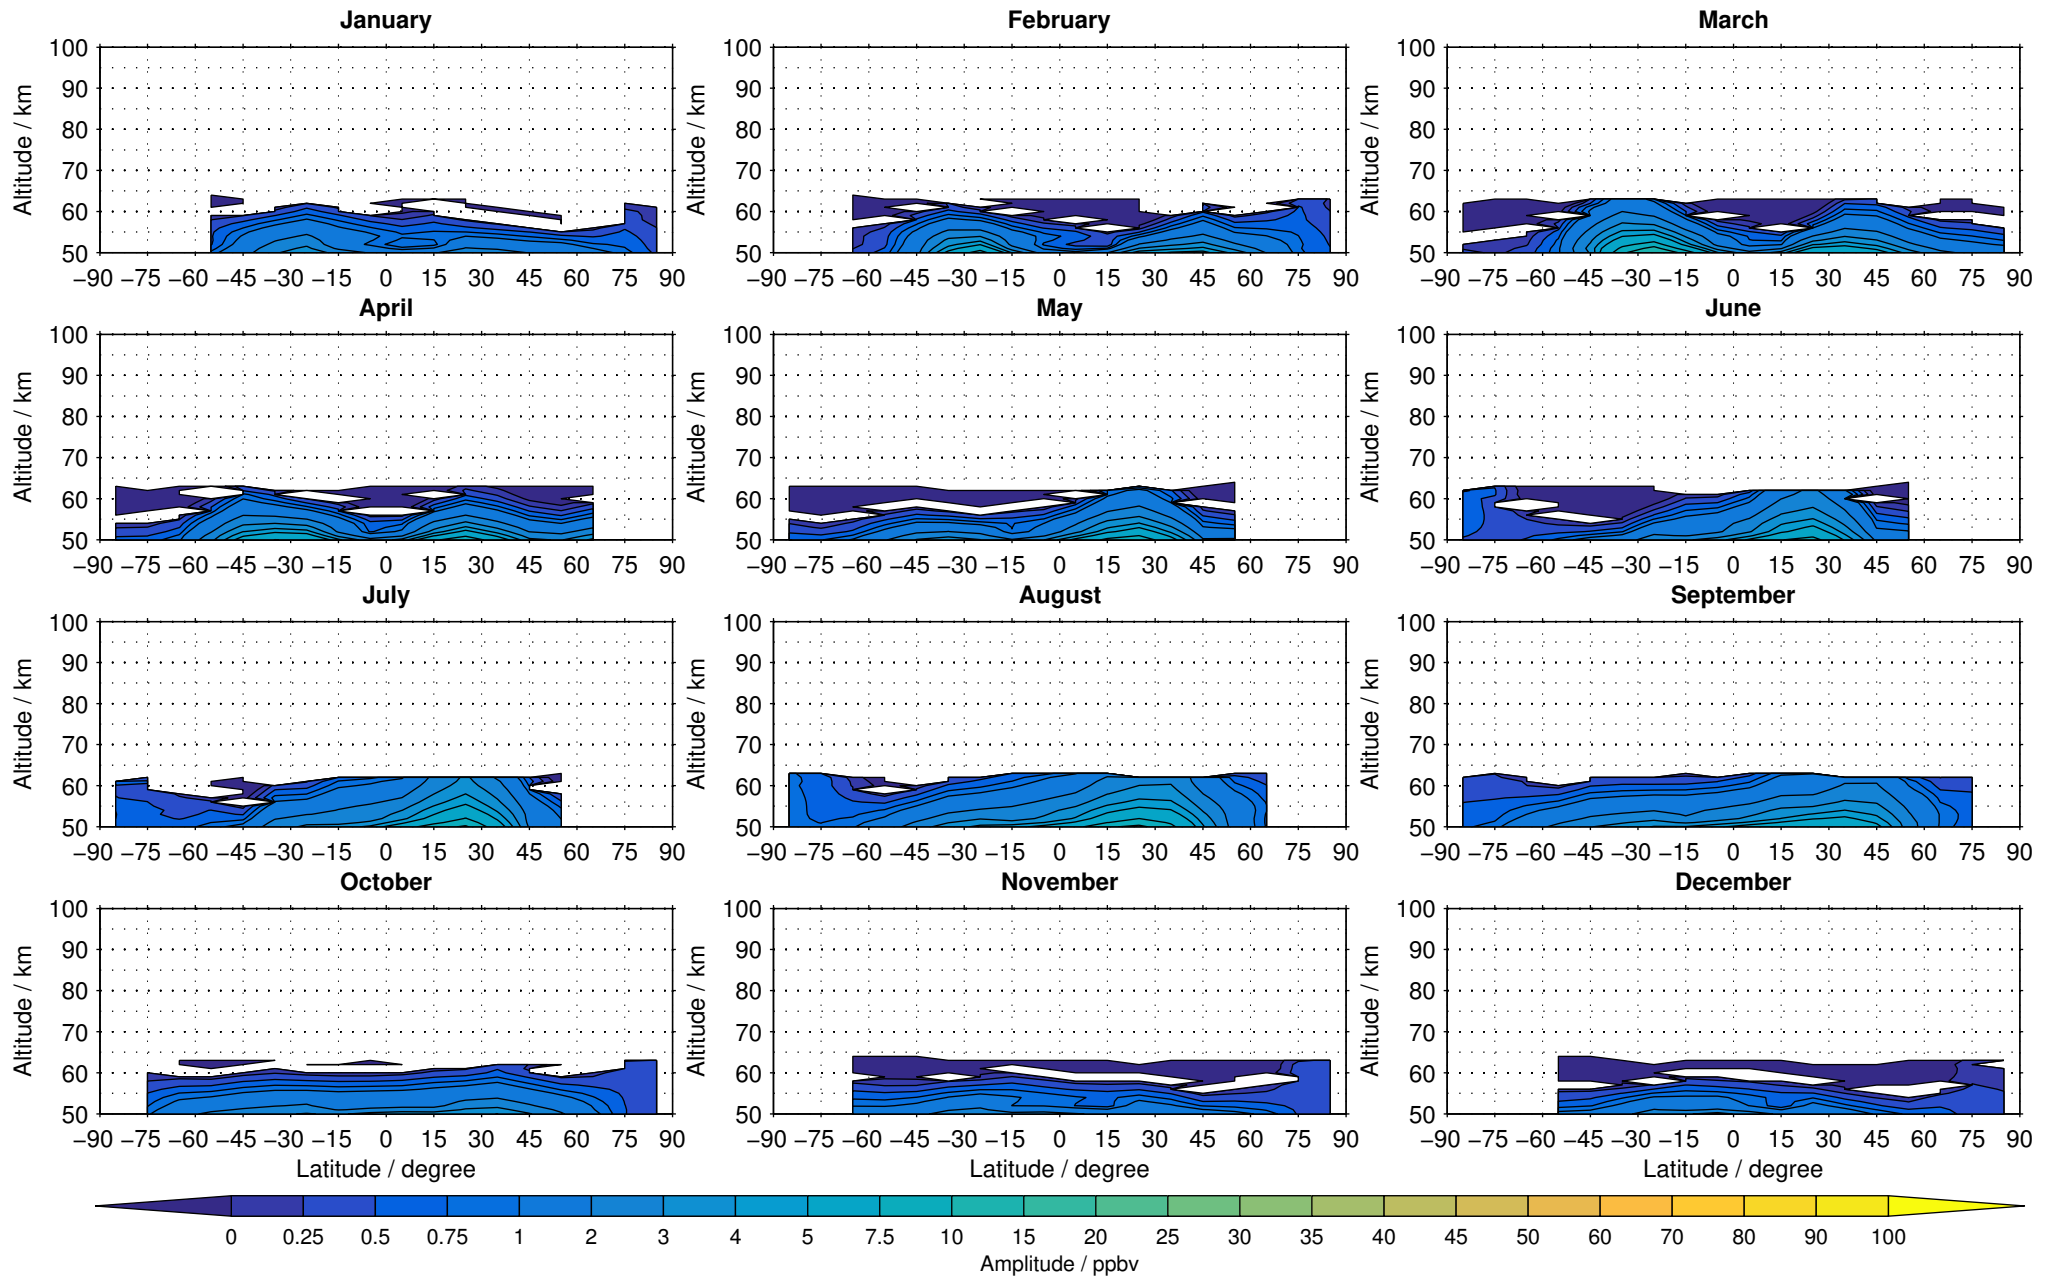 January February March
100 100 100
90 90 90
80 80 80
70 70 70
60 60 60
50 50 50
Altitude / km Altitude / km Altitude / km
−90 −75 −60 −45 −30 −15 0 15 30 45 60 75 90 −90 −75 −60 −45 −30 −15 0 15 30 45 60 75 90 −90 −75 −60 −45 −30 −15 0 15 30 45 60 75 90
April May June
100 100 100
90 90 90
80 80 80
70 70 70
60 60 60
50 50 50
Altitude / km Altitude / km Altitude / km
−90 −75 −60 −45 −30 −15 0 15 30 45 60 75 90 −90 −75 −60 −45 −30 −15 0 15 30 45 60 75 90 −90 −75 −60 −45 −30 −15 0 15 30 45 60 75 90
July August September
100 100 100
90 90 90
80 80 80
70 70 70
60 60 60
50 50 50
Altitude / km Altitude / km Altitude / km
−90 −75 −60 −45 −30 −15 0 15 30 45 60 75 90 −90 −75 −60 −45 −30 −15 0 15 30 45 60 75 90 −90 −75 −60 −45 −30 −15 0 15 30 45 60 75 90
October November December
100 100 100
90 90 90
80 80 80
70 70 70
60 60 60
50 50 50
Altitude / km Altitude / km Altitude / km
−90 −75 −60 −45 −30 −15 0 15 30 45 60 75 90 −90 −75 −60 −45 −30 −15 0 15 30 45 60 75 90 −90 −75 −60 −45 −30 −15 0 15 30 45 60 75 90
Latitude / degree Latitude / degree Latitude / degree
0 0.25 0.5 0.75 1 2 3 4 5 7.5 10 15 20 25 30 35 40 45 50 60 70 80 90 100
Amplitude / ppbv